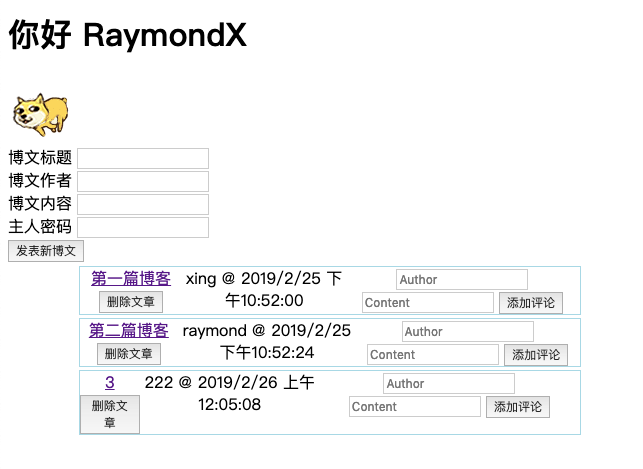 你好 RaymondX
博文标题
博文作者
博文内容
主人密码
发表新博文
第一篇博客 xing @ 2019/2/25 下 Author
删除文章 午10:52:00 Content 添加评论
第二篇博客 raymond @ 2019/2/25 Author
删除文章 下午10:52:24 Content 添加评论
3 222 @ 2019/2/26 上午 Author
删除文 12:05:08 Content 添加评论
章